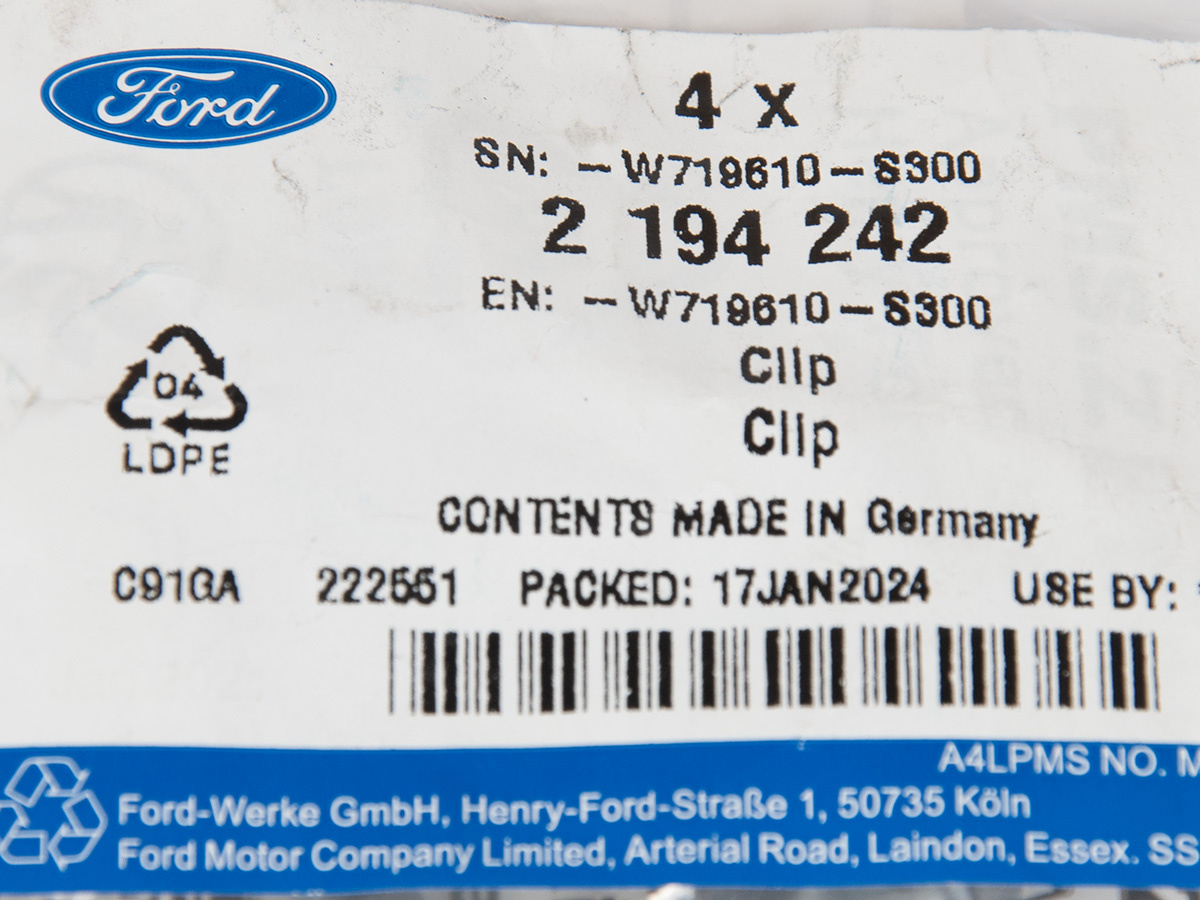 Ford
4 x
SN: -W719610-S300
2 194 242
EN: -W719610-S300
Clip
Clip
04
LDPE
CONTENTS MADE IN Germany
C91GA 222551 PACKED: 17JAN2024 USE BY:
A4LPMS NO. M
Ford-Werke GmbH, Henry-Ford-Straße 1, 50735 Köln
Ford Motor Company Limited, Arterial Road, Laindon, Essex. SS